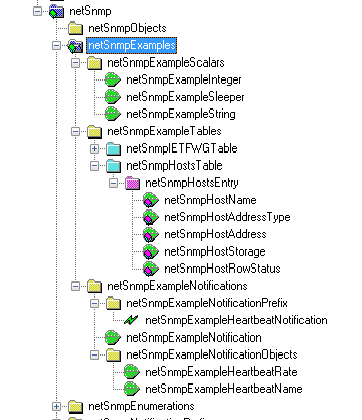 netSnmp
netSnmpObjects
netSnmpExamples
netSnmpExampleScalars
netSnmpExampleInteger
netSnmpExampleSleeper
netSnmpExampleString
netSnmpExampleTables
netSnmpIETFWGTable
netSnmpHostsTable
netSnmpHostsEntry
netSnmpHostName
netSnmpHostAddressType
netSnmpHostAddress
netSnmpHostStorage
netSnmpHostRowStatus
netSnmpExampleNotifications
netSnmpExampleNotificationPrefix
netSnmpExampleHeartbeatNotification
netSnmpExampleNotification
netSnmpExampleNotificationObjects
netSnmpExampleHeartbeatRate
netSnmpExampleHeartbeatName
netSnmpEnumerations